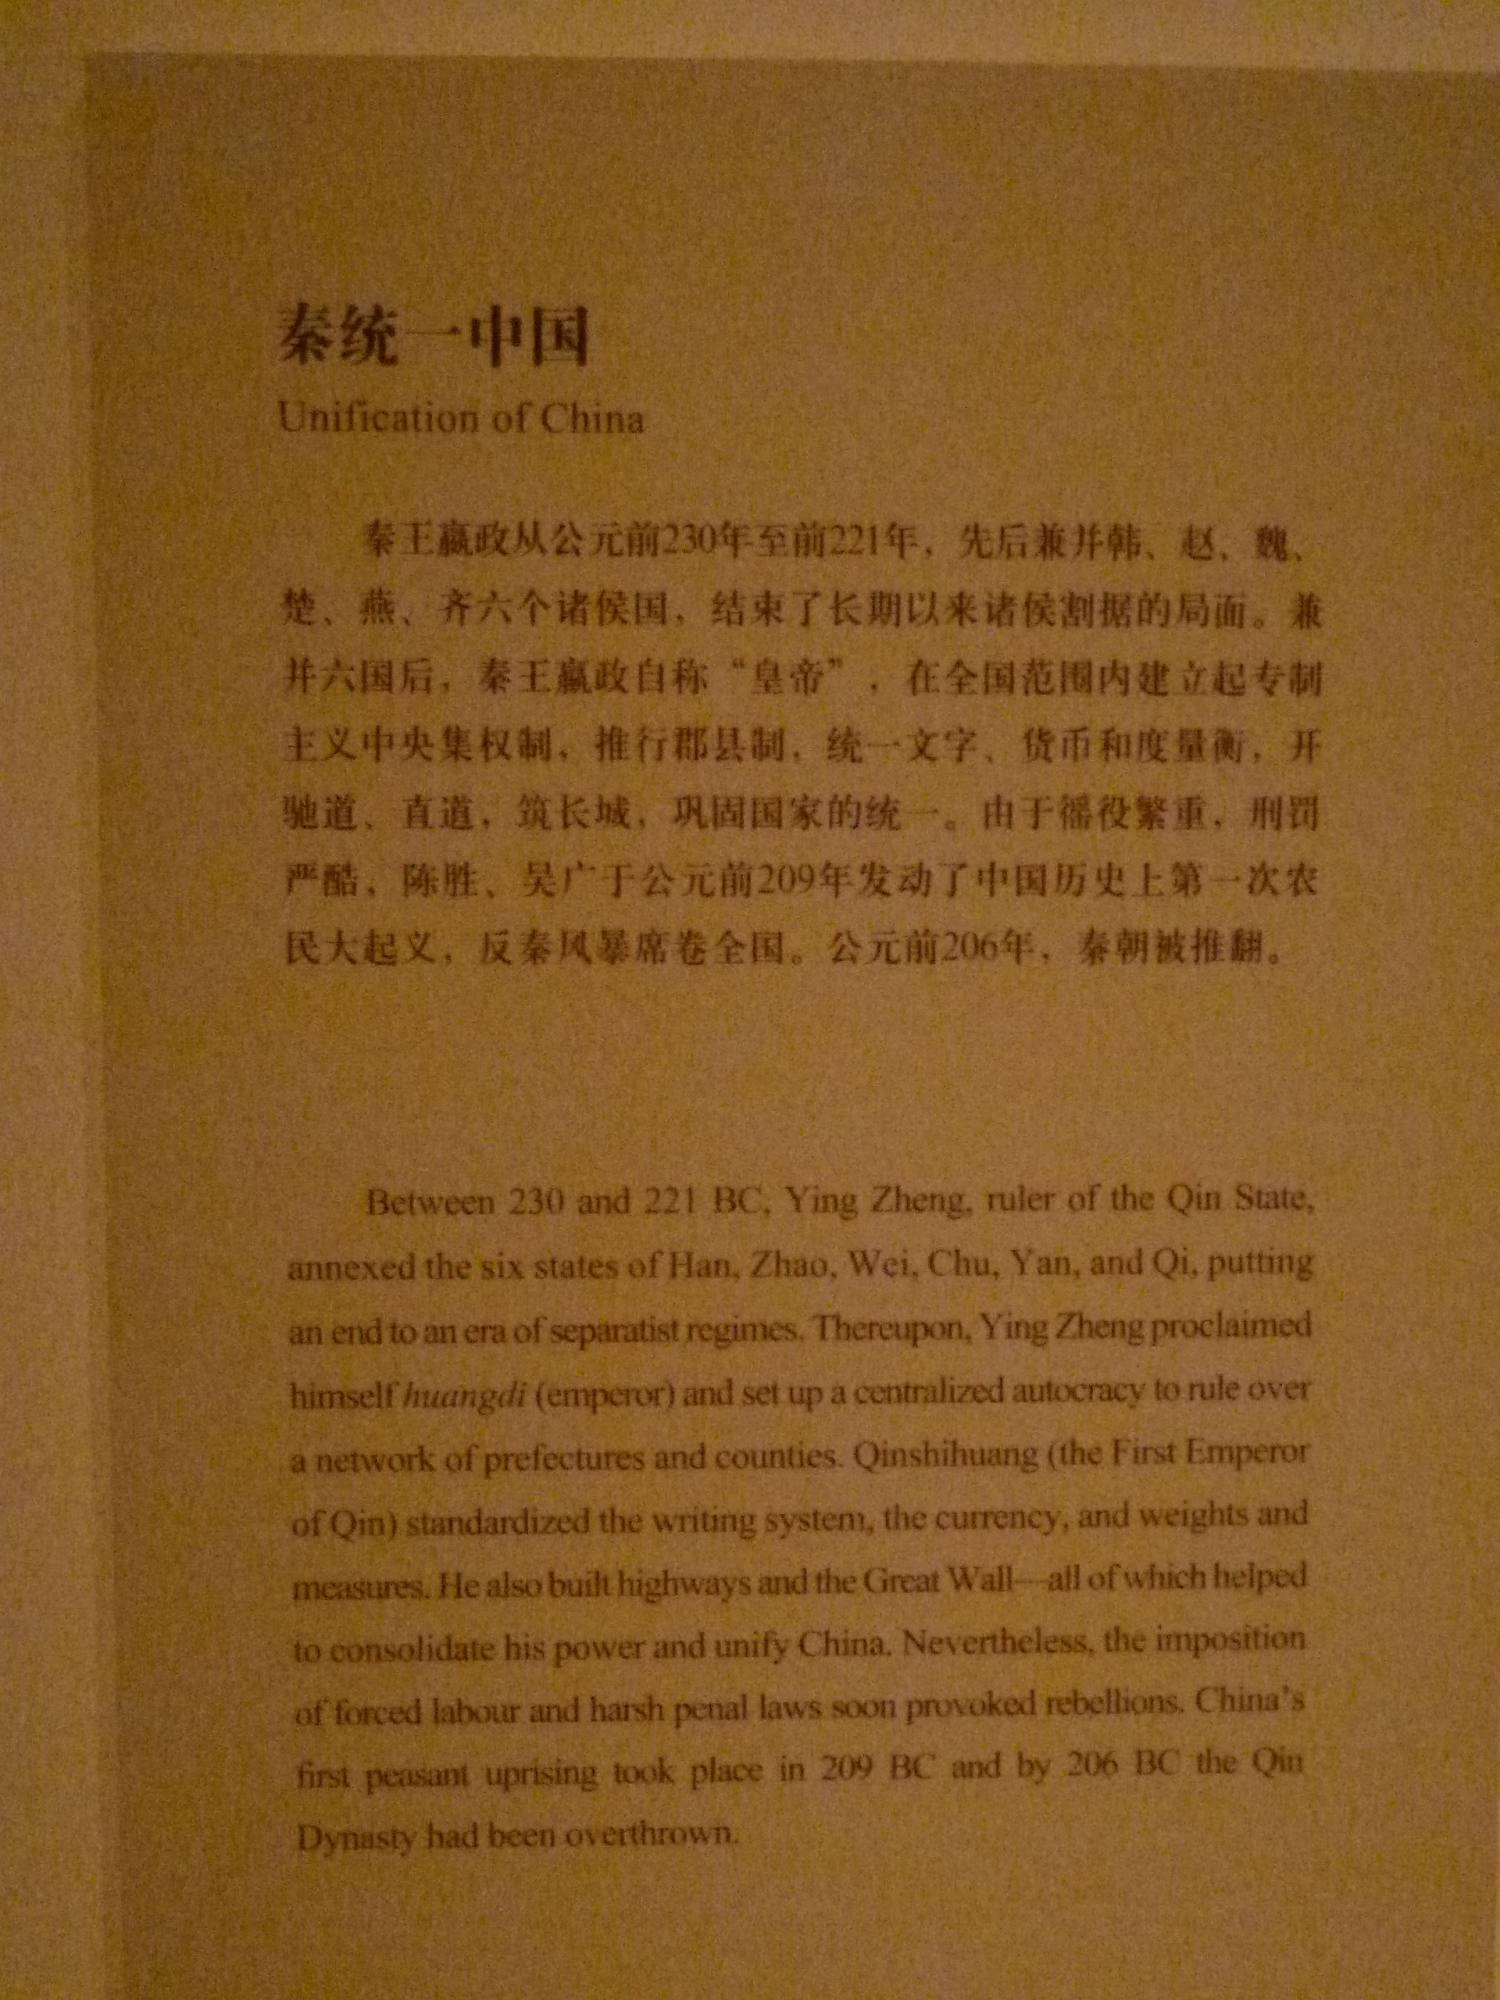 秦统一中国
Unification of China
秦王嬴政从公元前230年至前221年，先后兼并韩、赵、魏、
楚、燕、齐六个诸侯国，结束了长期以来诸侯割据的局面。兼
并六国后，秦王嬴政自称“皇帝”，在全国范围内建立起专制
主义中央集权制，推行郡县制，统一文字、货币和度量衡，开
驰道、直道，筑长城，巩固国家的统一。由于徭役繁重，刑罚
严酷，陈胜、吴广于公元前209年发动了中国历史上第一次农
民大起义，反秦风暴席卷全国。公元前206年，秦朝被推翻。
Between 230 and 221 BC, Ying Zheng, ruler of the Qin State,
annexed the six states of Han, Zhao, Wei, Chu, Yan, and Qi, putting
an end to an era of separatist regimes. Thereupon, Ying Zheng proclaimed
himself huangdi (emperor) and set up a centralized autocracy to rule over
a network of prefectures and counties. Qinshihuang (the First Emperor
of Qin) standardized the writing system, the currency, and weights and
measures. He also built highways and the Great Wall—all of which helped
to consolidate his power and unify China. Nevertheless, the imposition
of forced labour and harsh penal laws soon provoked rebellions. China's
first peasant uprising took place in 209 BC and by 206 BC the Qin
Dynasty had been overthrown.